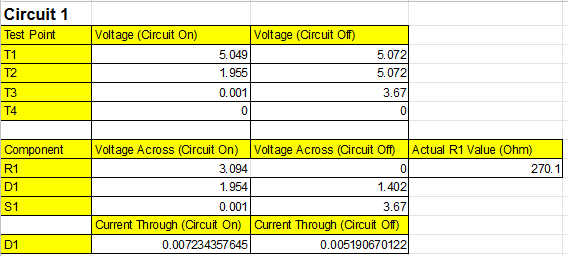 Circuit 1
Test Point Voltage (Circuit On) Voltage (Circuit Off)
T1 5.049 5.072
T2 1.955 5.072
T3 0.001 3.67
T4 0 0
Component Voltage Across (Circuit On) Voltage Across (Circuit Off) Actual R1 Value (Ohm)
R1 3.094 0 270.1
D1 1.954 1.402
S1 0.001 3.67
Current Through (Circuit On) Current Through (Circuit Off)
D1 0.007234357645 0.005190670122